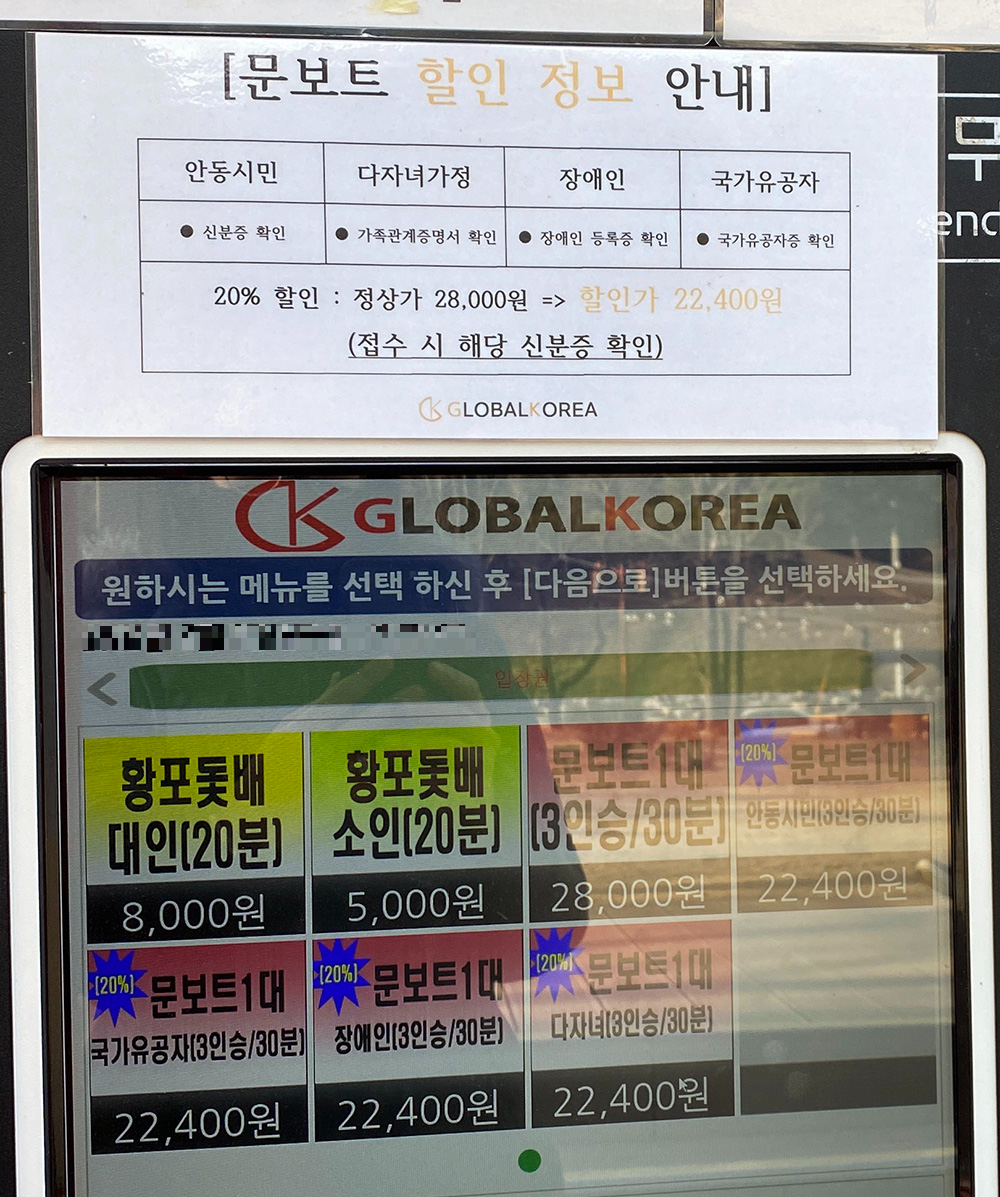 [문보트 할인 정보 안내]
안동시민 다자녀가정 장애인 국가유공자
● 신분증 확인 ● 가족관계증명서 확인 ● 장애인 등록증 확인 ● 국가유공자증 확인
20% 할인 : 정상가 28,000원 => 할인가 22,400원
(접수 시 해당 신분증 확인)
GLOBALKOREA
무
end
GLOBALKOREA
원하시는 메뉴를 선택 하신 후 [다음으로]버튼을 선택하세요.
입장권
황포돛배
대인(20분)
8,000원
황포돛배
소인(20분)
5,000원
문보트1대
(3인승/30분)
28,000원
(20%) 문보트1대
안동시민(3인승/30분)
22,400원
(20%) 문보트1대
국가유공자(3인승/30분)
22,400원
(20%) 문보트1대
장애인(3인승/30분)
22,400원
(20%) 문보트1대
다자녀(3인승/30분)
22,400원